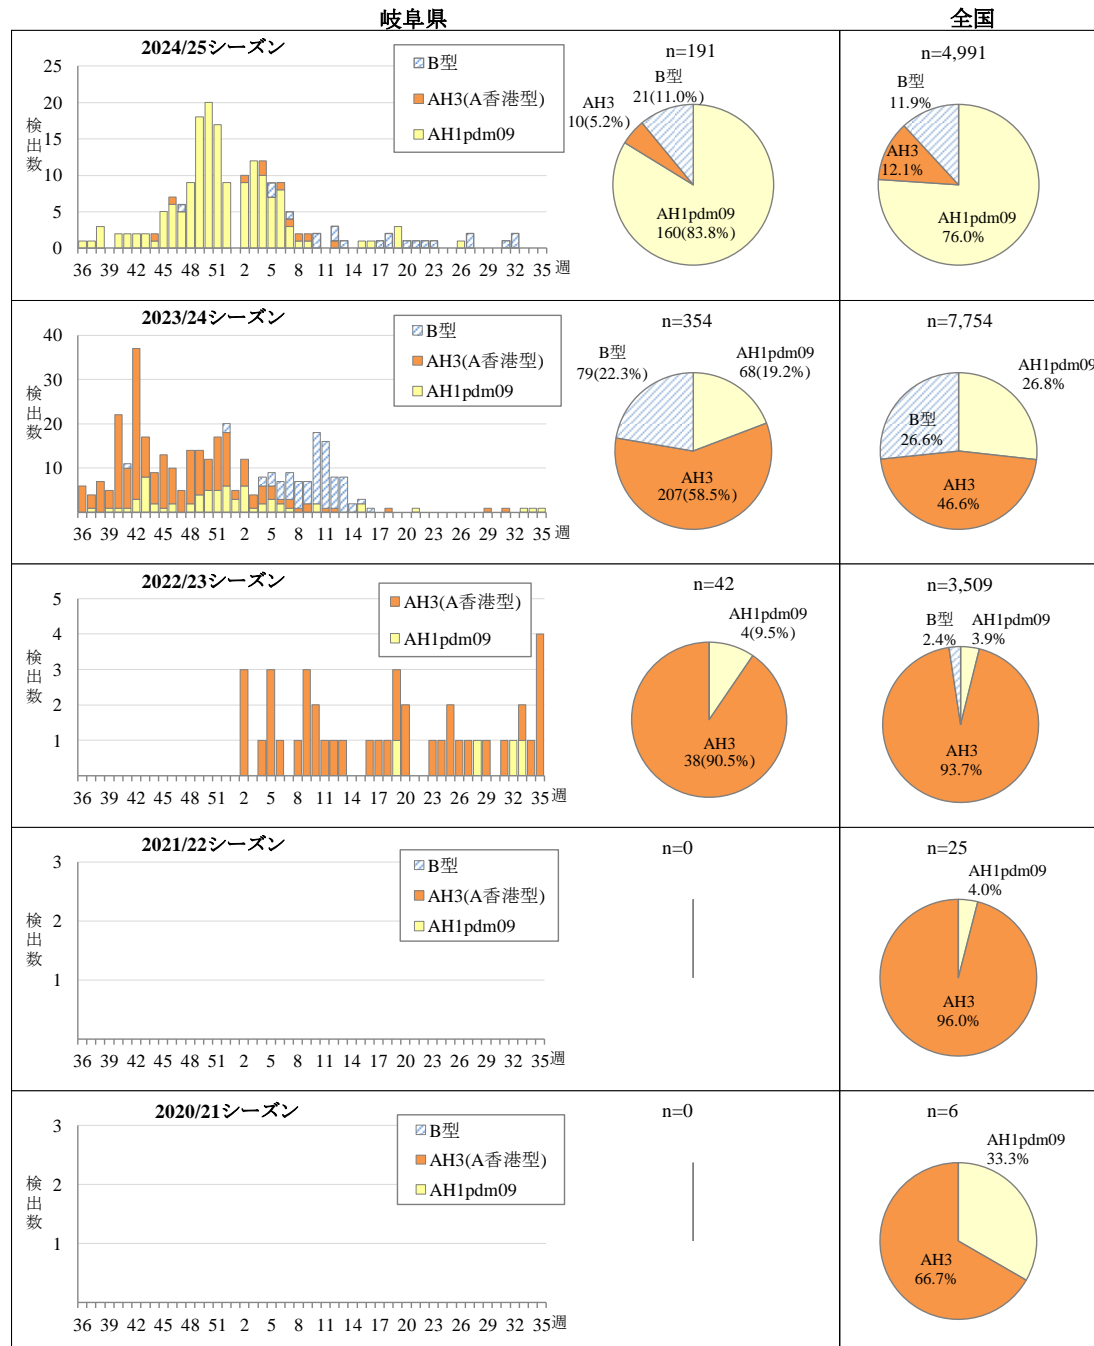 岐阜県
全国
2024/25シーズン
検出数
25
20
15
10
5
0
36 39 42 45 48 51 2 5 8 11 14 17 20 23 26 29 32 35 週
B型
AH3(A香港型)
AH1pdm09
n=191
B型
21(11.0%)
AH3
10(5.2%)
AH1pdm09
160(83.8%)
n=4,991
B型
11.9%
AH3
12.1%
AH1pdm09
76.0%
2023/24シーズン
検出数
40
30
20
10
36 39 42 45 48 51 2 5 8 11 14 17 20 23 26 29 32 35 週
B型
AH3(A香港型)
AH1pdm09
n=354
B型
79(22.3%)
AH1pdm09
68(19.2%)
AH3
207(58.5%)
n=7,754
AH1pdm09
26.8%
B型
26.6%
AH3
46.6%
2022/23シーズン
検出数
5
4
3
2
1
36 39 42 45 48 51 2 5 8 11 14 17 20 23 26 29 32 35 週
AH3(A香港型)
AH1pdm09
n=42
AH1pdm09
4(9.5%)
AH3
38(90.5%)
n=3,509
B型
2.4%
AH1pdm09
3.9%
AH3
93.7%
2021/22シーズン
検出数
3
2
1
36 39 42 45 48 51 2 5 8 11 14 17 20 23 26 29 32 35 週
B型
AH3(A香港型)
AH1pdm09
n=0
n=25
AH1pdm09
4.0%
AH3
96.0%
2020/21シーズン
検出数
3
2
1
36 39 42 45 48 51 2 5 8 11 14 17 20 23 26 29 32 35 週
B型
AH3(A香港型)
AH1pdm09
n=0
n=6
AH1pdm09
33.3%
AH3
66.7%